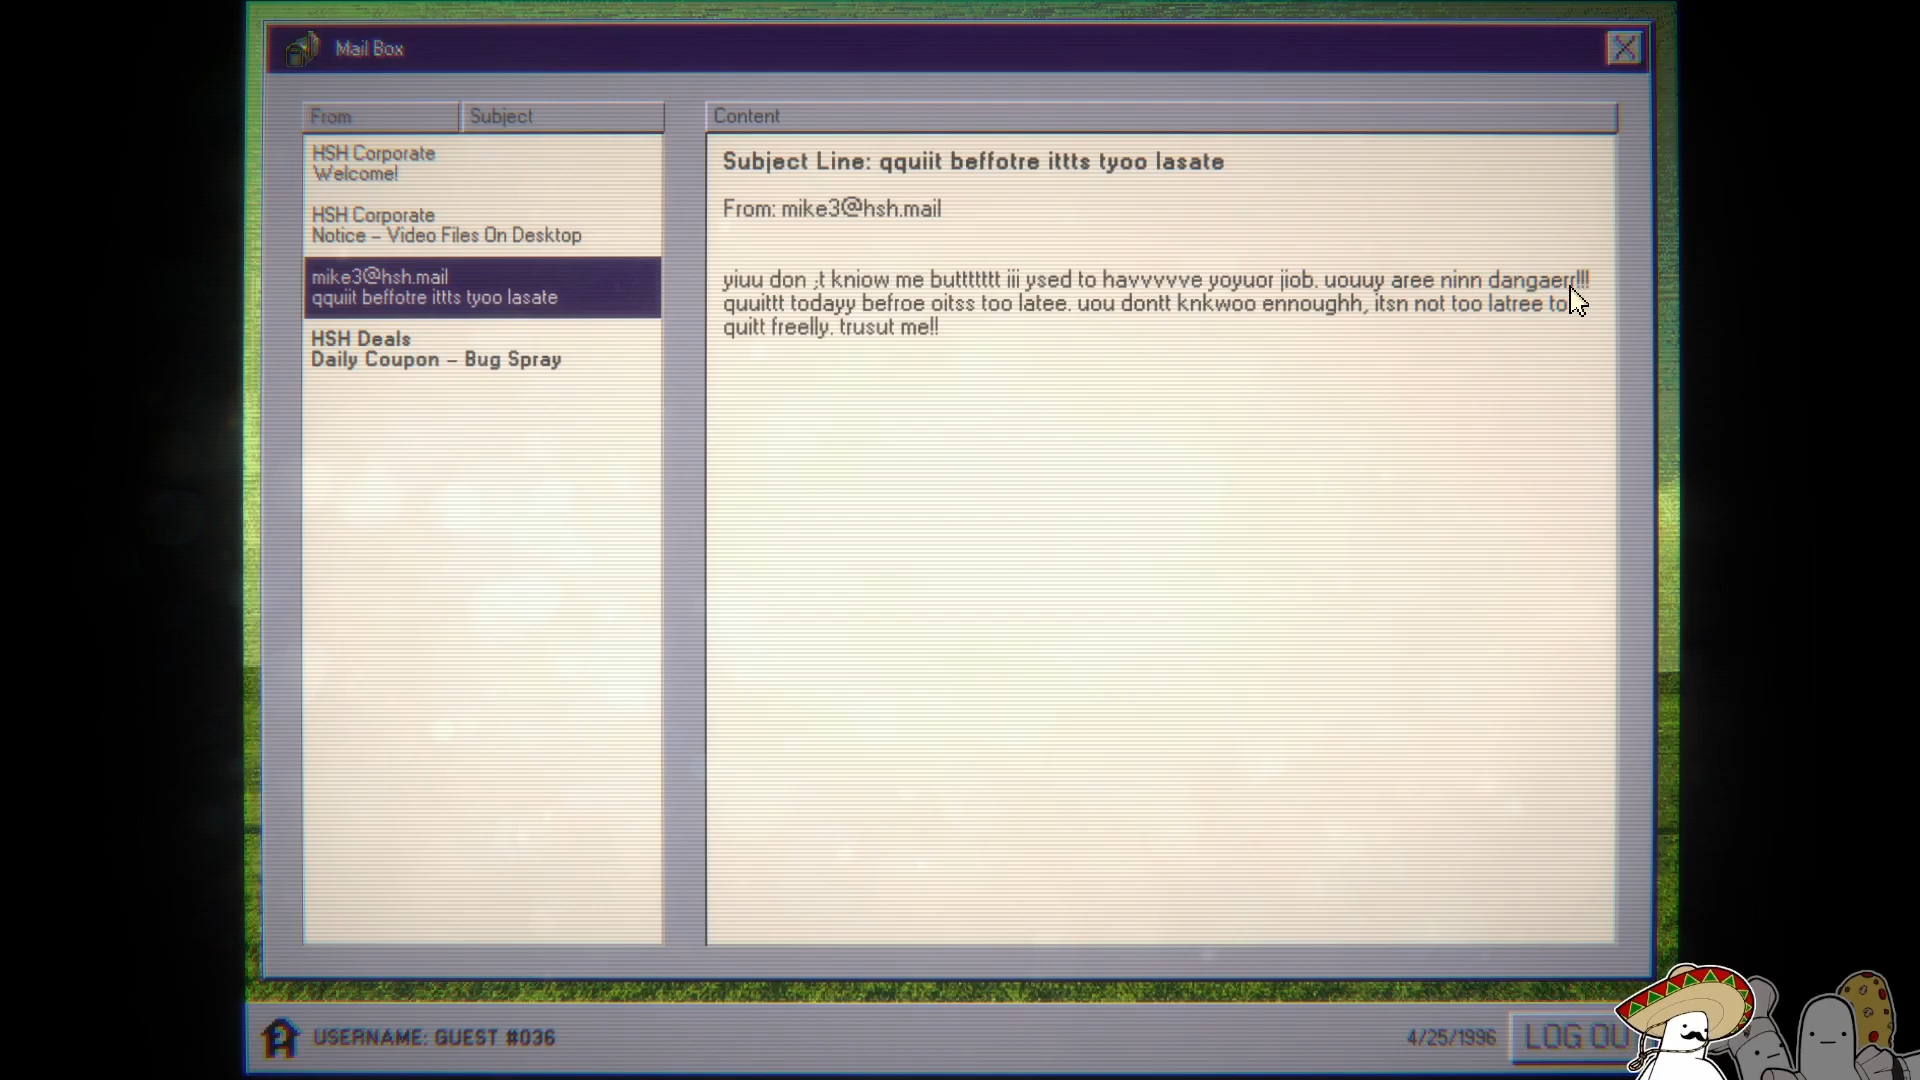 Mail Box
From Subject
HSH Corporate
Welcome!
HSH Corporate
Notice - Video Files On Desktop
mike3@hsh.mail
qquiit beffotre ittts tyoo lasate
HSH Deals
Daily Coupon - Bug Spray
Content
Subject Line: qquiit beffotre ittts tyoo lasate
From: mike3@hsh.mail
yiuu don ;t kniow me buttttttt iii ysed to havvvvvve yoyuor jiob. uouuy aree ninn dangaerr!!!
quuittt todayy befroe oitss too latee. uou dontt knkwoo ennoughh, itsn not too latree to
quitt freelly. trusut me!!
USERNAME: GUEST #036
4/25/1996
LOG OU